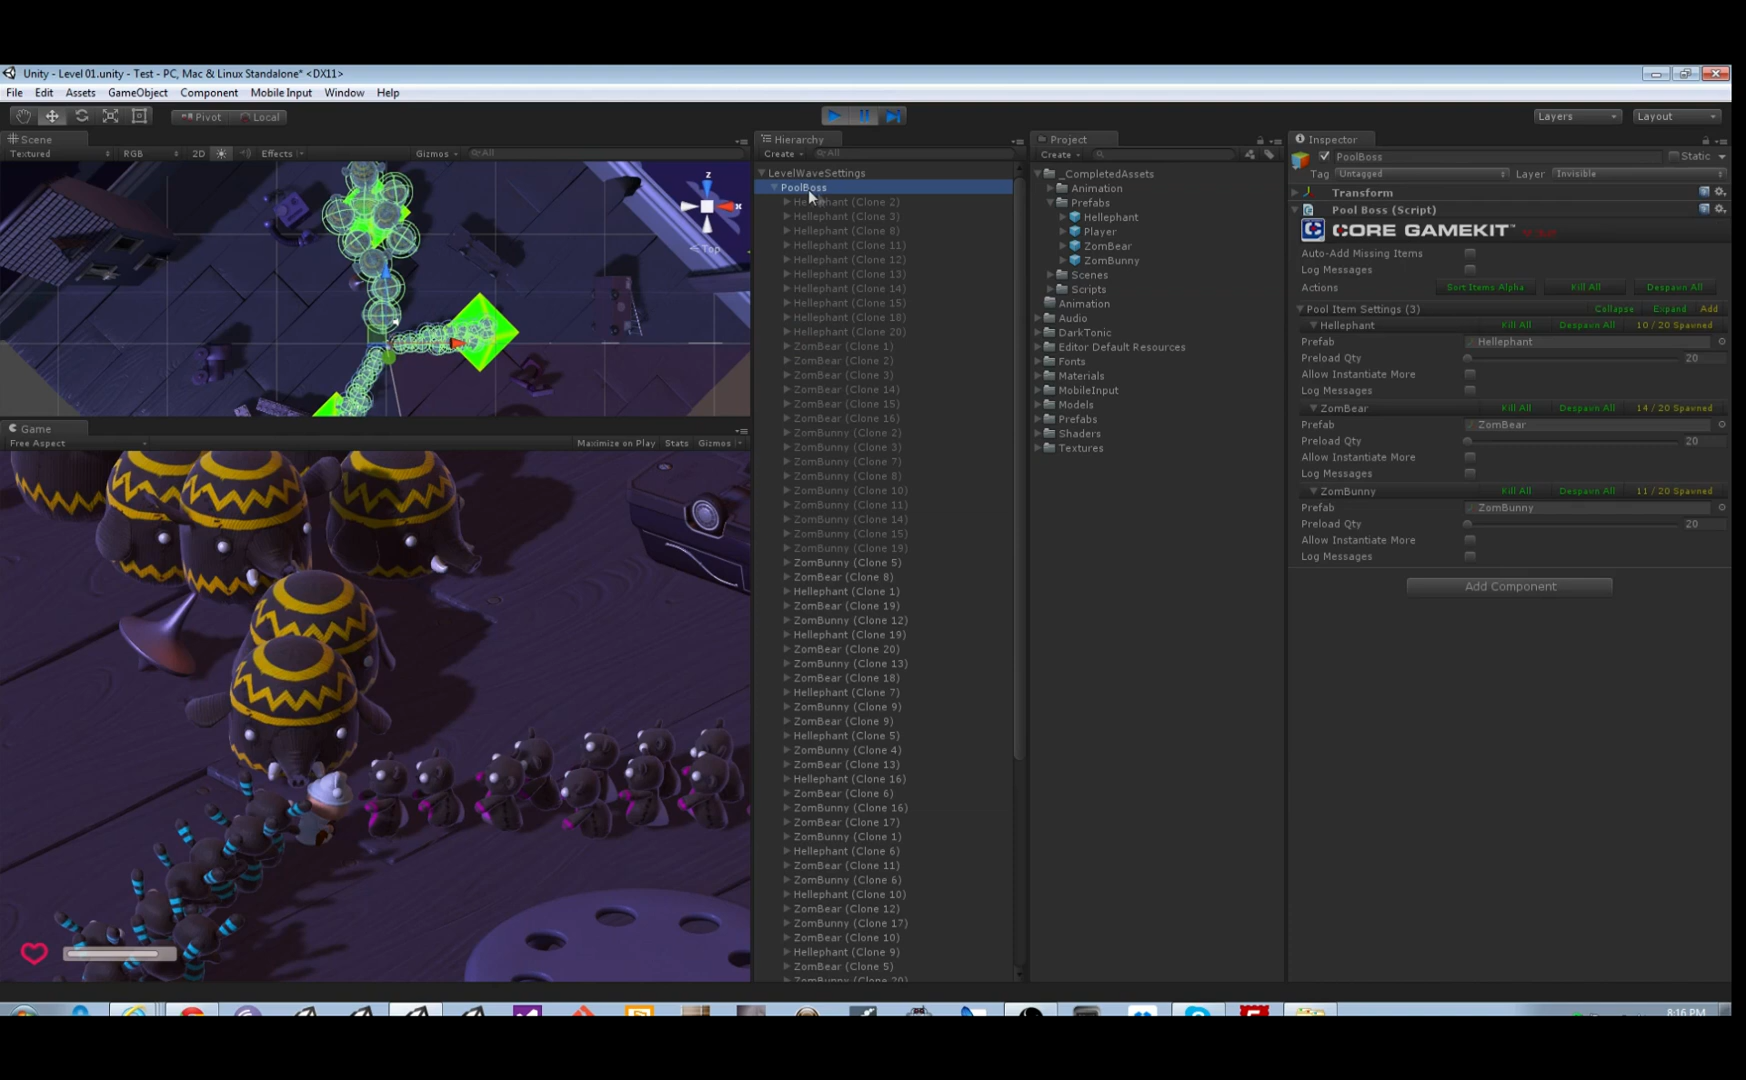 Unity - Level 01.unity - Test - PC, Mac & Linux Standalone* <DX11>
File Edit Assets GameObject Component Mobile Input Window Help
Pivot Local
Layers
Layout
Scene
Textured RGB 2D Effects Gizmos All
z
x
Top
Game
Free Aspect
Maximize on Play Stats Gizmos
Hierarchy
Create All
LevelWaveSettings
PoolBoss
Hellephant (Clone 2)
Hellephant (Clone 3)
Hellephant (Clone 8)
Hellephant (Clone 11)
Hellephant (Clone 12)
Hellephant (Clone 13)
Hellephant (Clone 14)
Hellephant (Clone 15)
Hellephant (Clone 18)
Hellephant (Clone 20)
ZomBear (Clone 1)
ZomBear (Clone 2)
ZomBear (Clone 3)
ZomBear (Clone 14)
ZomBear (Clone 15)
ZomBear (Clone 16)
ZomBunny (Clone 2)
ZomBunny (Clone 3)
ZomBunny (Clone 7)
ZomBunny (Clone 8)
ZomBunny (Clone 10)
ZomBunny (Clone 11)
ZomBunny (Clone 14)
ZomBunny (Clone 15)
ZomBunny (Clone 19)
ZomBunny (Clone 5)
ZomBear (Clone 8)
Hellephant (Clone 1)
ZomBear (Clone 19)
ZomBunny (Clone 12)
Hellephant (Clone 19)
ZomBear (Clone 20)
ZomBunny (Clone 13)
ZomBear (Clone 18)
Hellephant (Clone 7)
ZomBunny (Clone 9)
ZomBear (Clone 9)
Hellephant (Clone 5)
ZomBunny (Clone 4)
ZomBear (Clone 13)
Hellephant (Clone 16)
ZomBear (Clone 6)
ZomBunny (Clone 16)
ZomBear (Clone 17)
ZomBunny (Clone 1)
Hellephant (Clone 6)
ZomBear (Clone 11)
ZomBunny (Clone 6)
Hellephant (Clone 10)
ZomBear (Clone 12)
ZomBunny (Clone 17)
ZomBear (Clone 10)
Hellephant (Clone 9)
ZomBear (Clone 5)
ZomBunny (Clone 20)
Project
Create
_CompletedAssets
Animation
Prefabs
Hellephant
Player
ZomBear
ZomBunny
Scenes
Scripts
Animation
Audio
DarkTonic
Editor Default Resources
Fonts
Materials
MobileInput
Models
Prefabs
Shaders
Textures
Inspector
PoolBoss Static
Tag Untagged Layer Invisible
Transform
Pool Boss (Script)
CORE GAMEKIT™
Auto-Add Missing Items
Log Messages
Actions Sort Items Alpha Kill All Despawn All
Pool Item Settings (3) Collapse Expand Add
Hellephant Kill All Despawn All 10 / 20 Spawned
Prefab Hellephant
Preload Qty 20
Allow Instantiate More
Log Messages
ZomBear Kill All Despawn All 14 / 20 Spawned
Prefab ZomBear
Preload Qty 20
Allow Instantiate More
Log Messages
ZomBunny Kill All Despawn All 11 / 20 Spawned
Prefab ZomBunny
Preload Qty 20
Allow Instantiate More
Log Messages
Add Component
8:16 PM